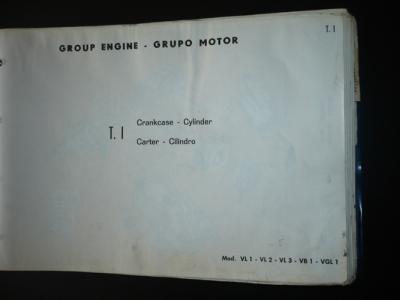 T. I
GROUP ENGINE - GRUPO MOTOR
T. I
Crankcase - Cylinder
Carter - Cilindro
Mod. VL 1 - VL 2 - VL 3 - VB 1 - VGL 1